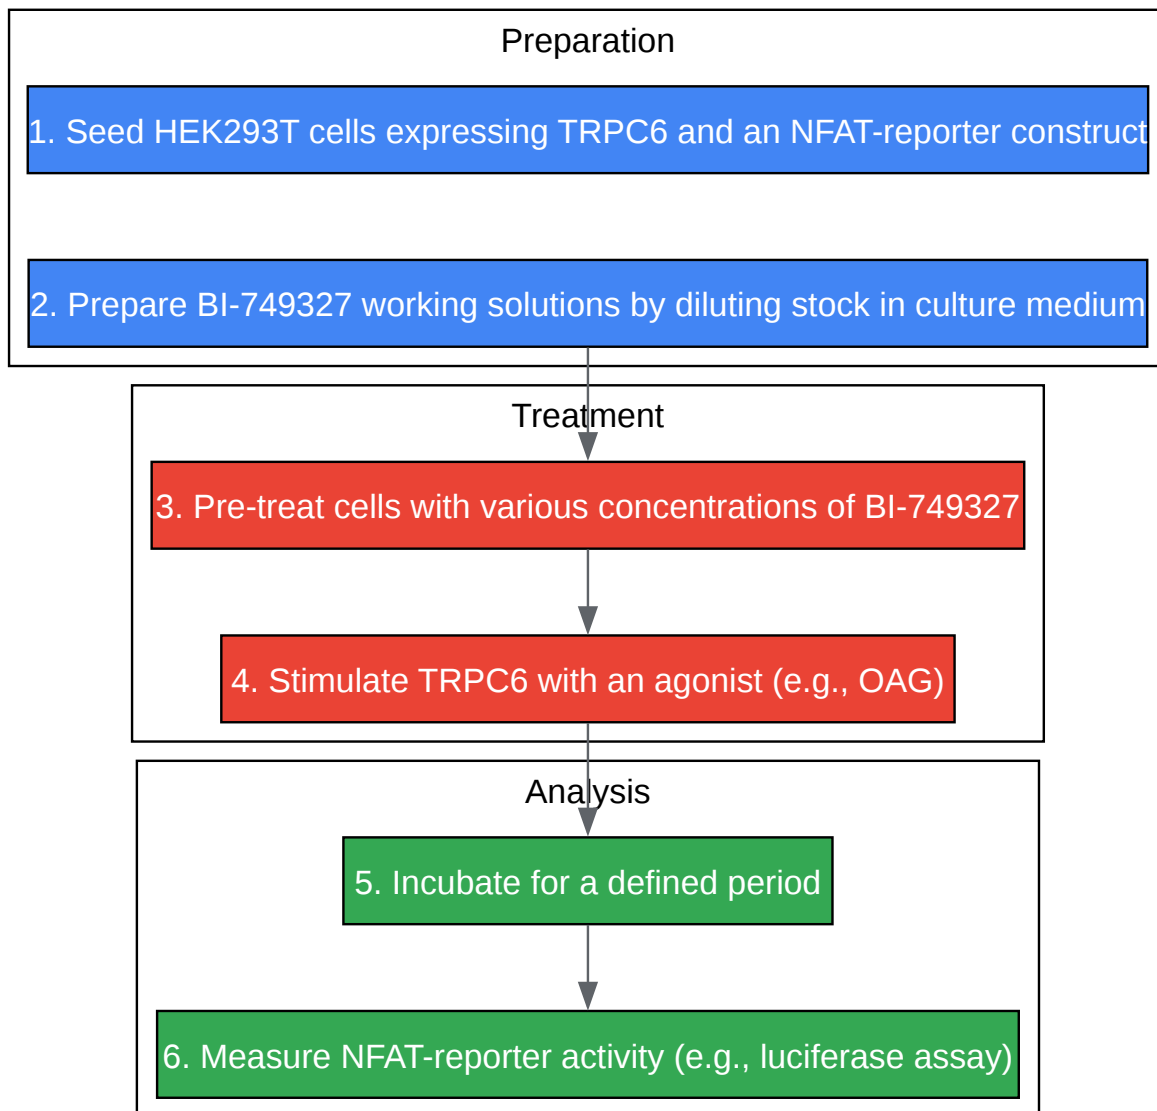 Preparation
1. Seed HEK293T cells expressing TRPC6 and an NFAT-reporter construct
2. Prepare BI-749327 working solutions by diluting stock in culture medium
Treatment
3. Pre-treat cells with various concentrations of BI-749327
4. Stimulate TRPC6 with an agonist (e.g., OAG)
Analysis
5. Incubate for a defined period
6. Measure NFAT-reporter activity (e.g., luciferase assay)